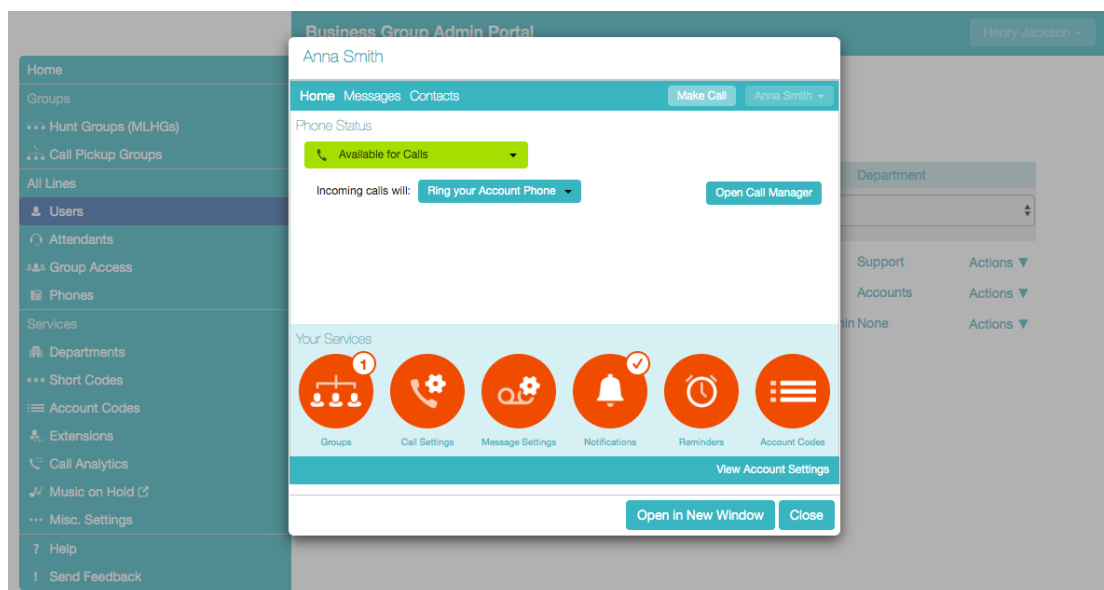 Business Group Admin Portal
Henry Jackson
Home
Groups
Hunt Groups (MLHGs)
Call Pickup Groups
All Lines
Users
Attendants
Group Access
Phones
Services
Departments
### Short Codes
Account Codes
Extensions
Call Analytics
Music on Hold
Misc. Settings
? Help
! Send Feedback
Anna Smith
Home Messages Contacts
Make Call
Anna Smith
Phone Status
Available for Calls
Incoming calls will: Ring your Account Phone
Open Call Manager
Your Services
1
Groups
Call Settings
Message Settings
Notifications
Reminders
Account Codes
View Account Settings
Open in New Window
Close
Department
Support Actions ▼
Accounts Actions ▼
None Actions ▼